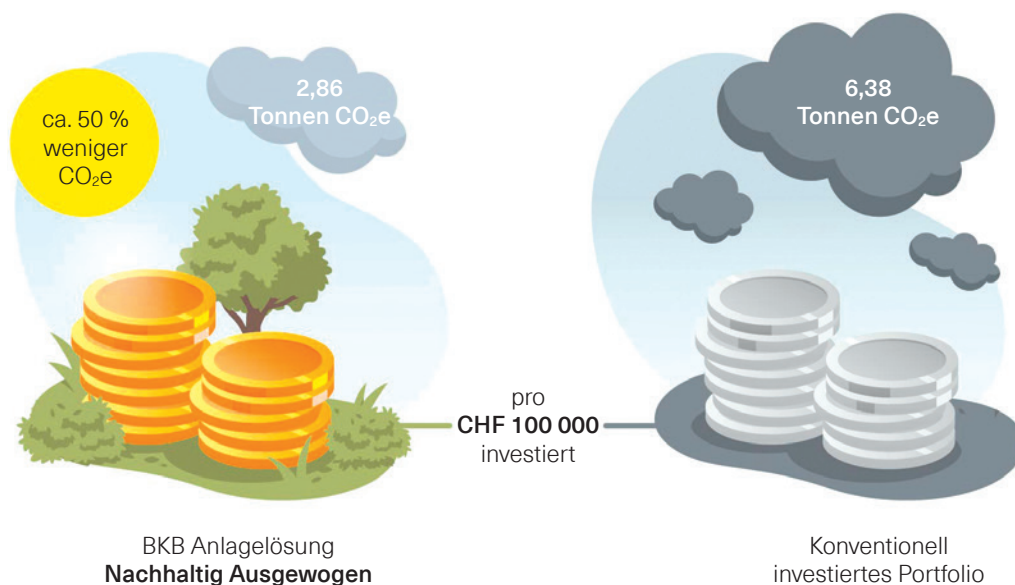 ca. 50 %
weniger
CO₂e
2,86
Tonnen CO₂e
6,38
Tonnen CO₂e
pro
CHF 100 000
investiert
BKB Anlagelösung
Nachhaltig Ausgewogen
Konventionell
investiertes Portfolio